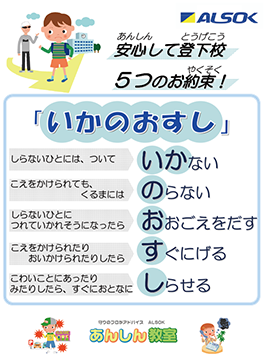 ALSOK
あんしん とうげこう
安心して登下校
やくそく
5つのお約束!
「いかのおすし」
しらないひとには、ついて
いかない
こえをかけられても、
くるまには
のらない
しらないひとに
つれていかれそうになったら
おおごえをだす
こえをかけられたり
おいかけられたりしたら
すぐにげる
こわいことにあったり
みたりしたら、すぐにおとなに
しらせる
守りのプロがアドバイス ALSOK
あんしん教室